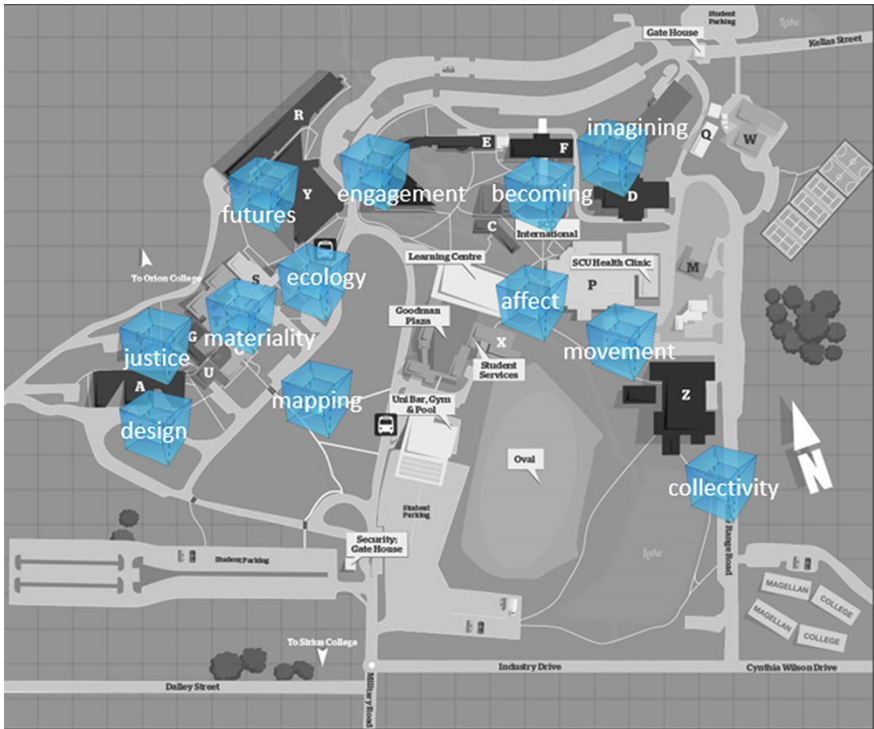 Student
Parking
Lake
Gate House
Kellas Street
R
E
F
imagining
Q
W
engagement
becoming
D
Y
futures
C
International
To Orion College
S
ecology
Learning Centre
SCU Health Clinic
M
P
affect
materiality
Goodman
Plaza
G
justice
X
movement
U
Student
Services
A
mapping
Z
Uni Bar, Gym
& Pool
design
N
Oval
collectivity
Student
Parking
Security:
Gate House
Student Parking
Lake
Range Road
MAGELLAN
COLLEGE
MAGELLAN
COLLEGE
To Sirius College
Industry Drive
Cynthia Wilson Drive
Dalley Street
Military Road